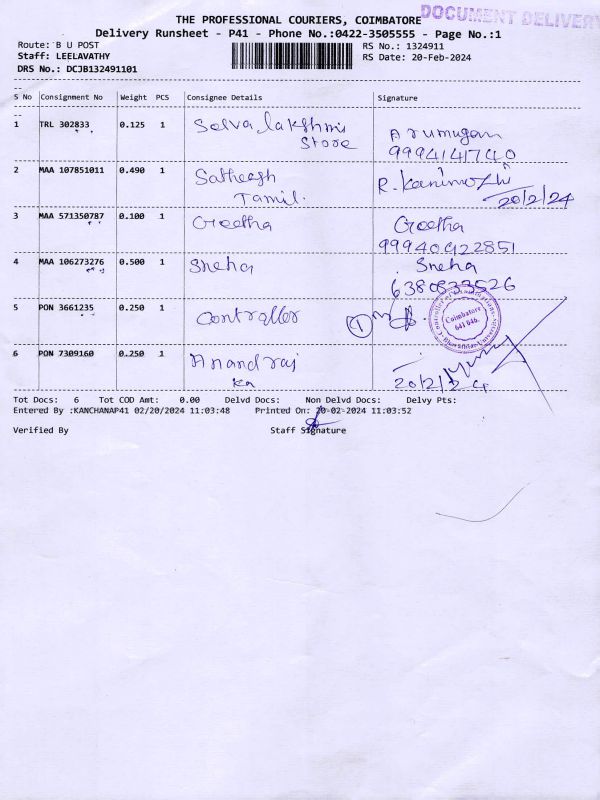 DOCUMENT DELIVERY
THE PROFESSIONAL COURIERS, COIMBATORE
Delivery Runsheet - P41 - Phone No.:0422-3505555 - Page No.:1
Route: B U POST
RS No.: 1324911
Staff: LEELAVATHY
RS Date: 20-Feb-2024
DRS No.: DCJB132491101
S No Consignment No Weight PCS Consignee Details Signature
1 TRL 302833 0.125 1 Selva lakshmi Arumugam
Store 9994141740
2 MAA 107851011 0.490 1 Satheesh R. Kanimozhi
Tamil. 20/2/24
3 MAA 571350787 0.100 1 Geetha Geetha
999409122851
4 MAA 106273276 0.500 1 Sneha Sneha
6380833526
5 PON 3661235 0.250 1 Controller 1
Coimbatore
641 046.
6 PON 7309160 0.250 1 Anandraj
ka 20/2/24
Tot Docs: 6 Tot COD Amt: 0.00 Delvd Docs: Non Delvd Docs: Delvy Pts:
Entered By :KANCHANAP41 02/20/2024 11:03:48 Printed On: 20-02-2024 11:03:52
Verified By Staff Signature